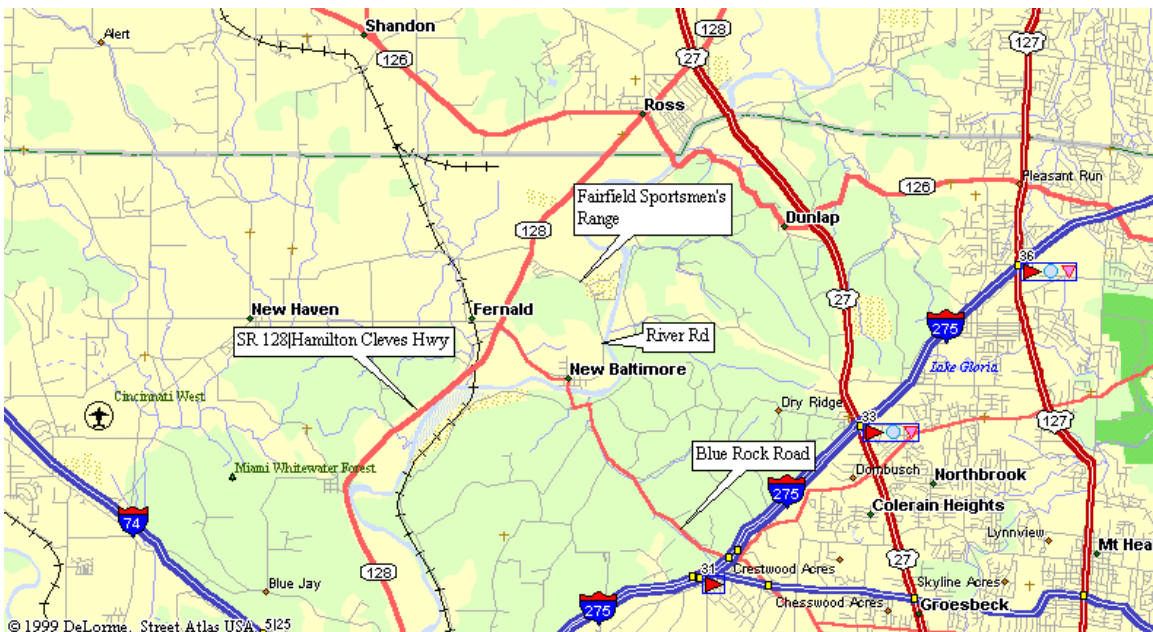 Alert
Shandon
126
27
128
127
Ross
Pleasant Run
126
Fairfield Sportsmen's
Range
Dunlap
128
36
New Haven
Fernald
27
275
SR 128|Hamilton Cleves Hwy
River Rd
Lake Gloria
New Baltimore
Cincinnati West
Dry Ridge
33
127
Blue Rock Road
Miami Whitewater Forest
Dornbusch
Northbrook
275
Colerain Heights
74
Lynnview
Mt Hea
27
31
Crestwood Acres
128
Blue Jay
Skyline Acres
275
Chesswood Acres
Groesbeck
© 1999 DeLorme. Street Atlas USA
5|25